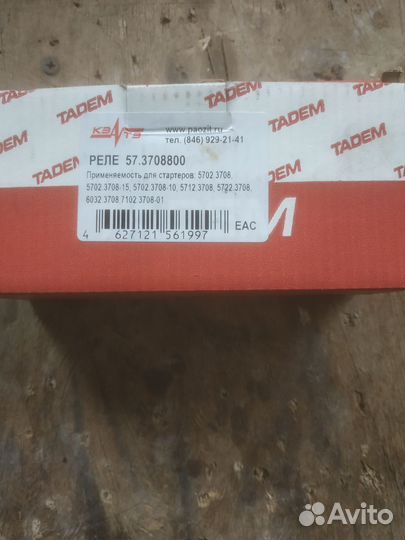 TADEM
TADEM
TADEM
TADEM
TADEM
TADEM
КЗАТЭ
www.paozit.ru
тел. (846) 929-21-41
РЕЛЕ 57.3708800
Применяемость для стартеров: 5702.3708,
5702.3708-15, 5702.3708-10, 5712.3708, 5722.3708,
6032.3708,7102.3708-01.
4 627121 561997
EAC
M
Avito